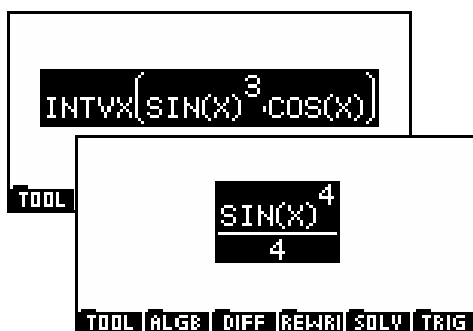 INTVX(SIN(X)^3·COS(X))
TOOL
SIN(X)^4
4
TOOL ALGB DIFF REWRI SOLV TRIG